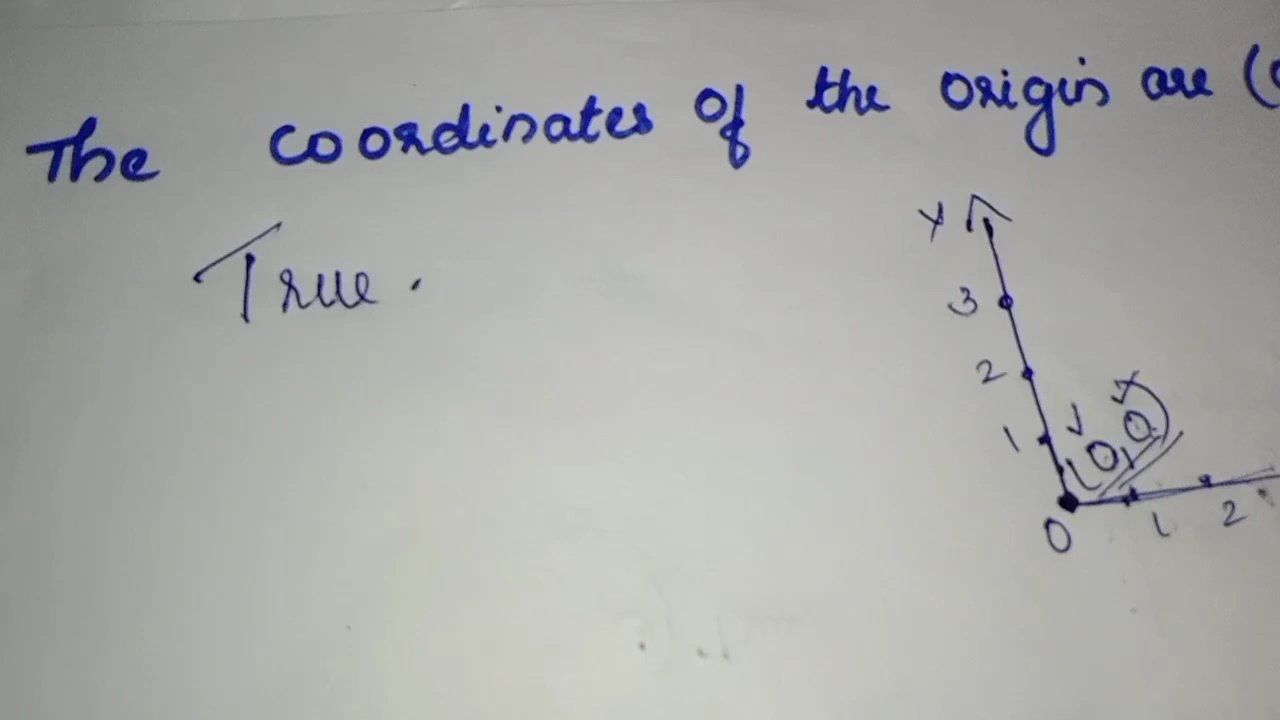 The coordinates of the origin are (
True.
Y
3
2
1
(0,0)
0
1 2